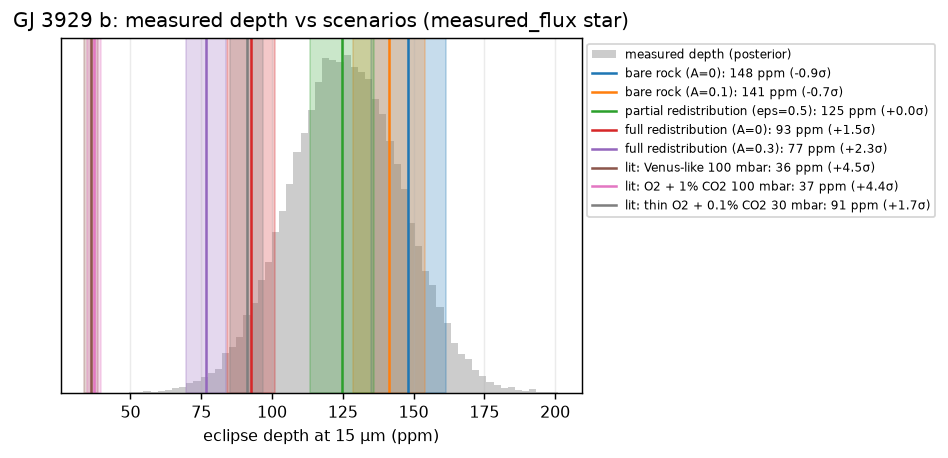 GJ 3929 b: measured depth vs scenarios (measured_flux star)
measured depth (posterior)
bare rock (A=0): 148 ppm (-0.9σ)
bare rock (A=0.1): 141 ppm (-0.7σ)
partial redistribution (eps=0.5): 125 ppm (+0.0σ)
full redistribution (A=0): 93 ppm (+1.5σ)
full redistribution (A=0.3): 77 ppm (+2.3σ)
lit: Venus-like 100 mbar: 36 ppm (+4.5σ)
lit: O2 + 1% CO2 100 mbar: 37 ppm (+4.4σ)
lit: thin O2 + 0.1% CO2 30 mbar: 91 ppm (+1.7σ)
50 75 100 125 150 175 200
eclipse depth at 15 μm (ppm)